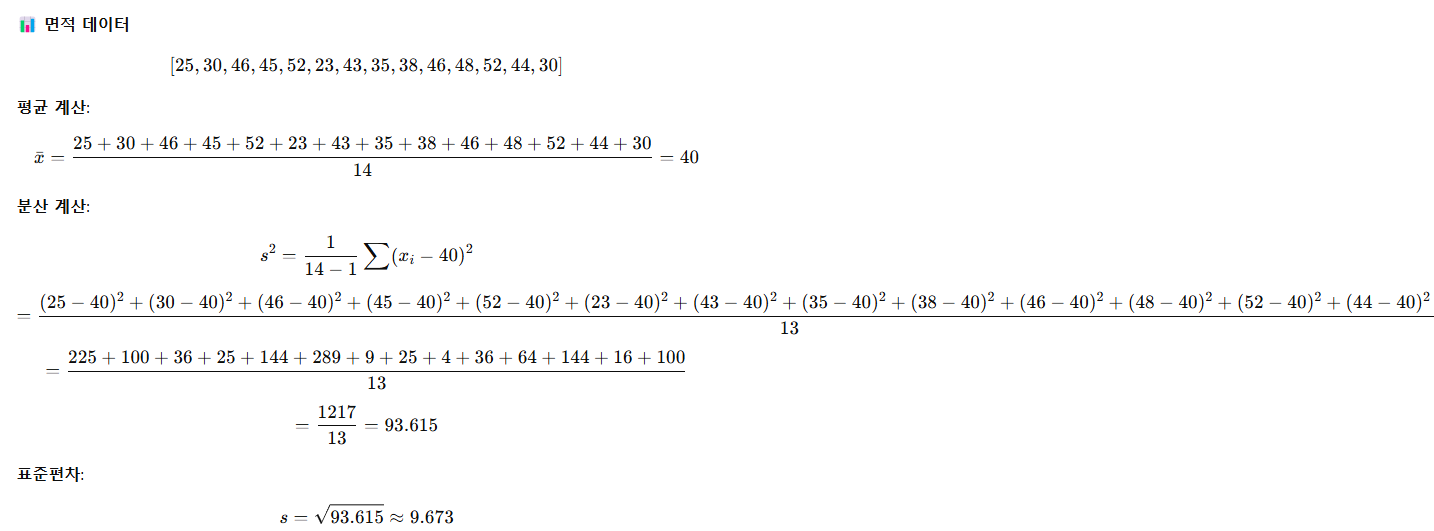 📊 면적 데이터
[25, 30, 46, 45, 52, 23, 43, 35, 38, 46, 48, 52, 44, 30]
평균 계산:
x̄ = \frac{25 + 30 + 46 + 45 + 52 + 23 + 43 + 35 + 38 + 46 + 48 + 52 + 44 + 30}{14} = 40
분산 계산:
s² = \frac{1}{14 − 1} ∑(xᵢ − 40)²
= \frac{(25 − 40)² + (30 − 40)² + (46 − 40)² + (45 − 40)² + (52 − 40)² + (23 − 40)² + (43 − 40)² + (35 − 40)² + (38 − 40)² + (46 − 40)² + (48 − 40)² + (52 − 40)² + (44 − 40)²}{13}
= \frac{225 + 100 + 36 + 25 + 144 + 289 + 9 + 25 + 4 + 36 + 64 + 144 + 16 + 100}{13}
= \frac{1217}{13} = 93.615
표준편차:
s = √93.615 ≈ 9.673